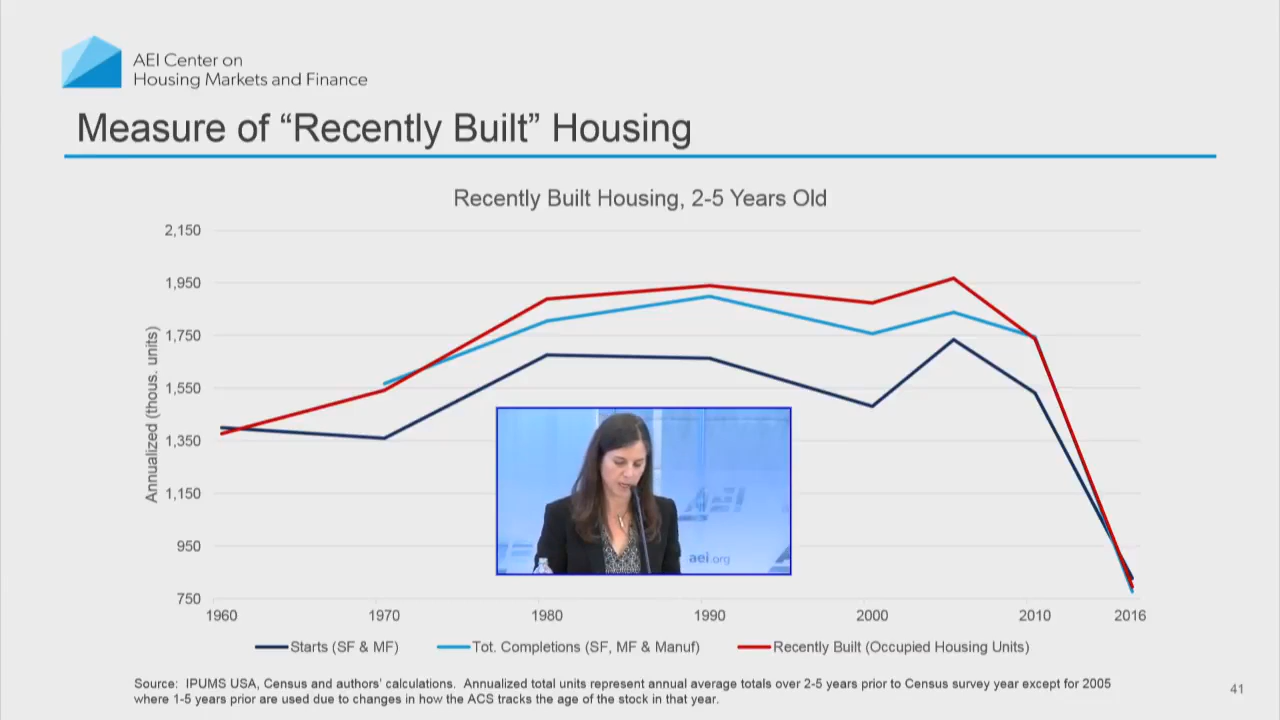 AEI Center on
Housing Markets and Finance
Measure of “Recently Built” Housing
Recently Built Housing, 2-5 Years Old
Annualized (thous. units)
2,150
1,950
1,750
1,550
1,350
1,150
950
750
1960 1970 1980 1990 2000 2010 2016
AEI
aei.org
Starts (SF & MF) Tot. Completions (SF, MF & Manuf) Recently Built (Occupied Housing Units)
Source: IPUMS USA, Census and authors’ calculations. Annualized total units represent annual average totals over 2-5 years prior to Census survey year except for 2005
where 1-5 years prior are used due to changes in how the ACS tracks the age of the stock in that year.
41